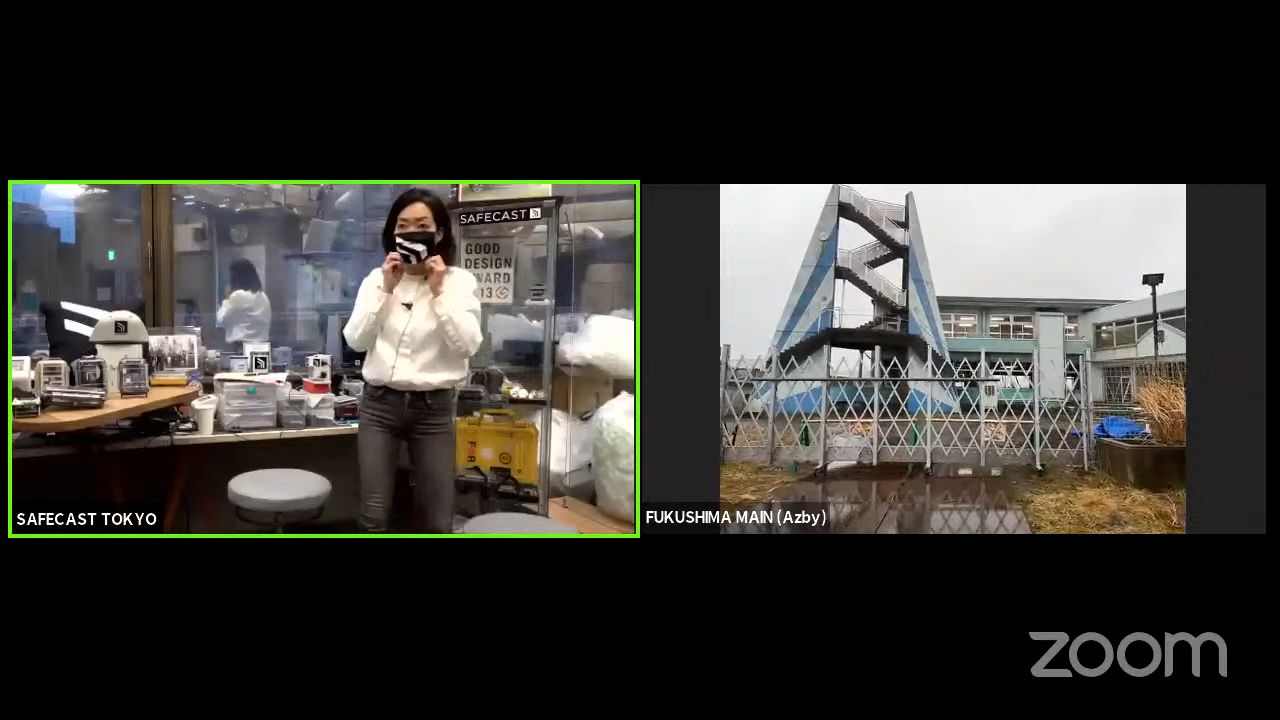 SAFECAST
GOOD
DESIGN
AWARD
13
SAFECAST TOKYO
FUKUSHIMA MAIN (Azby)
zoom